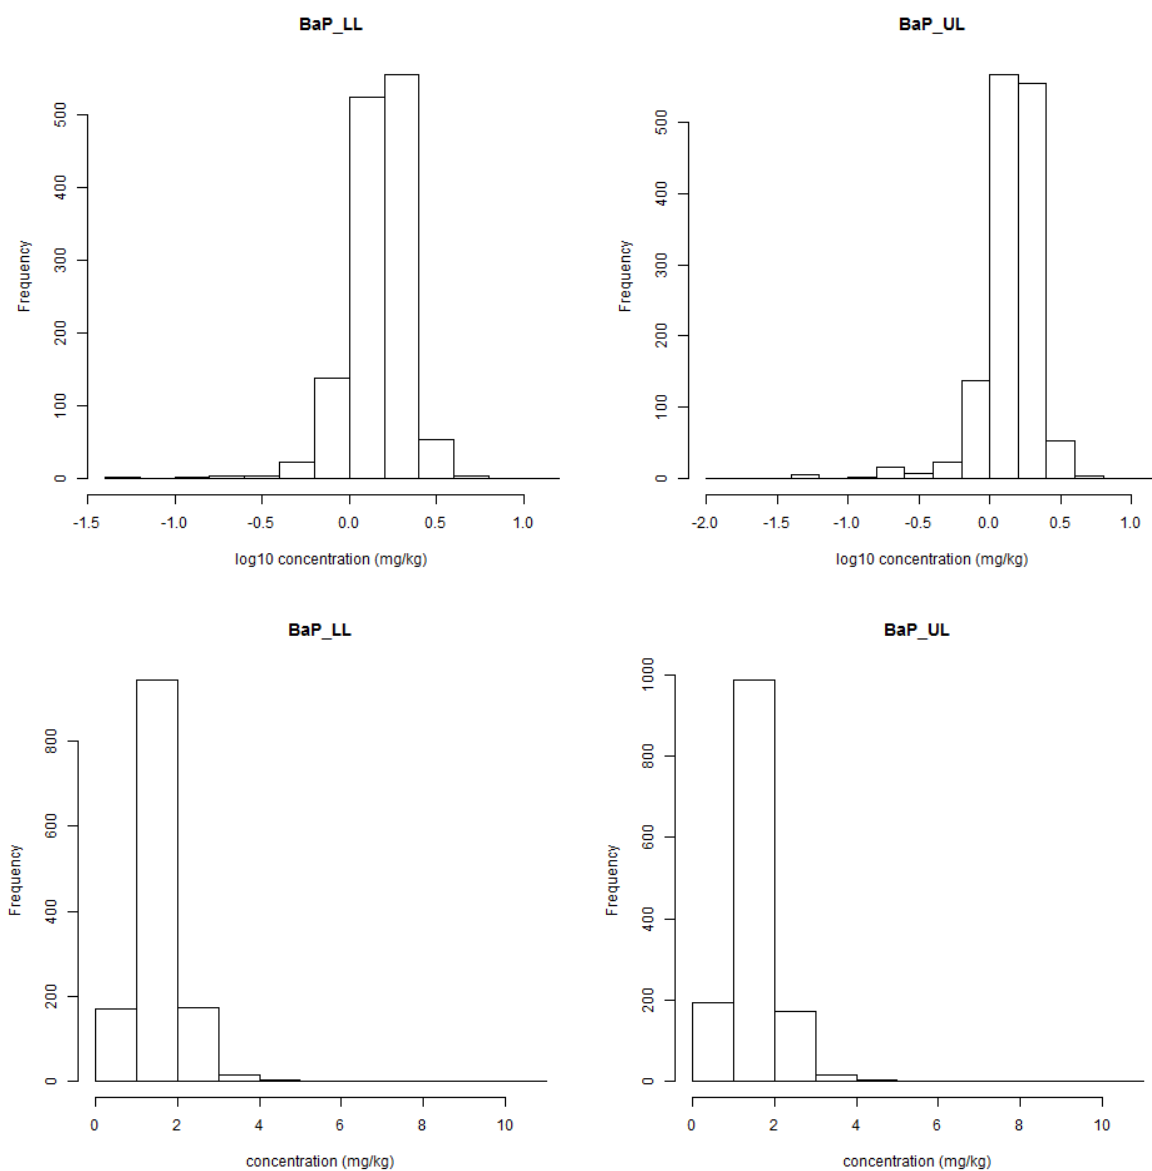 BaP_LL
Frequency
0 100 200 300 400 500
-1.5 -1.0 -0.5 0.0 0.5 1.0
log10 concentration (mg/kg)
BaP_UL
Frequency
0 100 200 300 400 500
-2.0 -1.5 -1.0 -0.5 0.0 0.5 1.0
log10 concentration (mg/kg)
BaP_LL
Frequency
0 200 400 600 800
0 2 4 6 8 10
concentration (mg/kg)
BaP_UL
Frequency
0 200 400 600 800 1000
0 2 4 6 8 10
concentration (mg/kg)